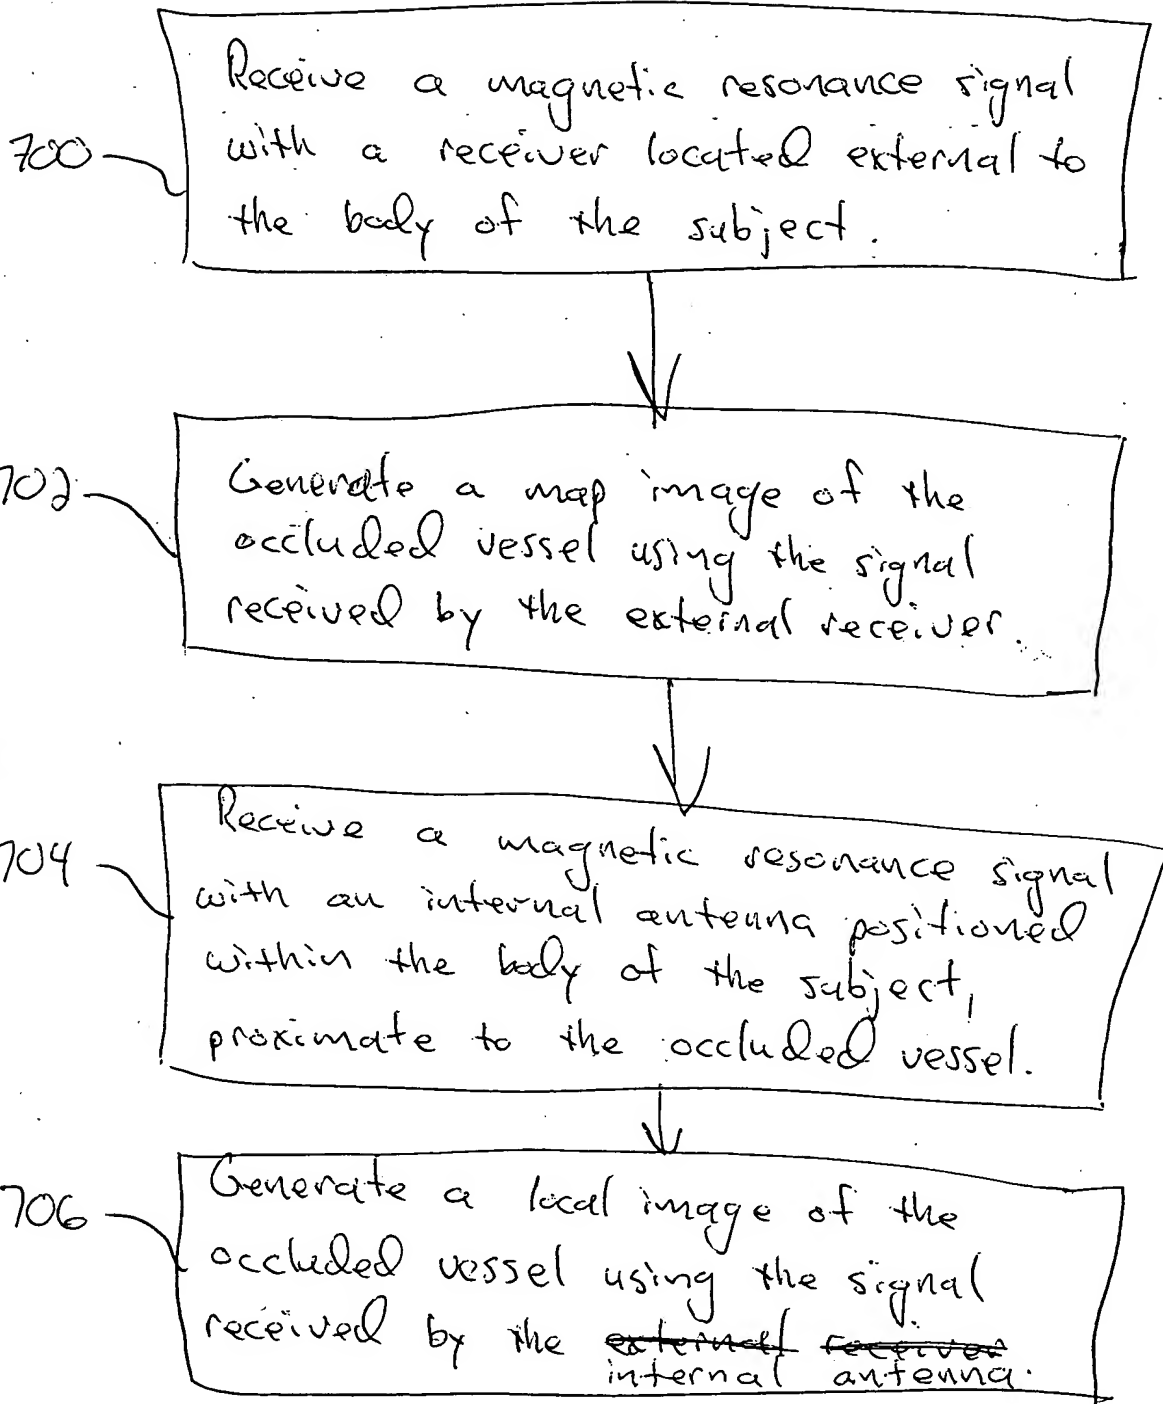 Receive a magnetic resonance signal
700 with a receiver located external to
the body of the subject.
702 Generate a map image of the
occluded vessel using the signal
received by the external receiver.
Receive a magnetic resonance signal
704 with an internal antenna positioned
within the body of the subject,
proximate to the occluded vessel.
706 Generate a local image of the
occluded vessel using the signal
received by the external receiver
internal antenna.